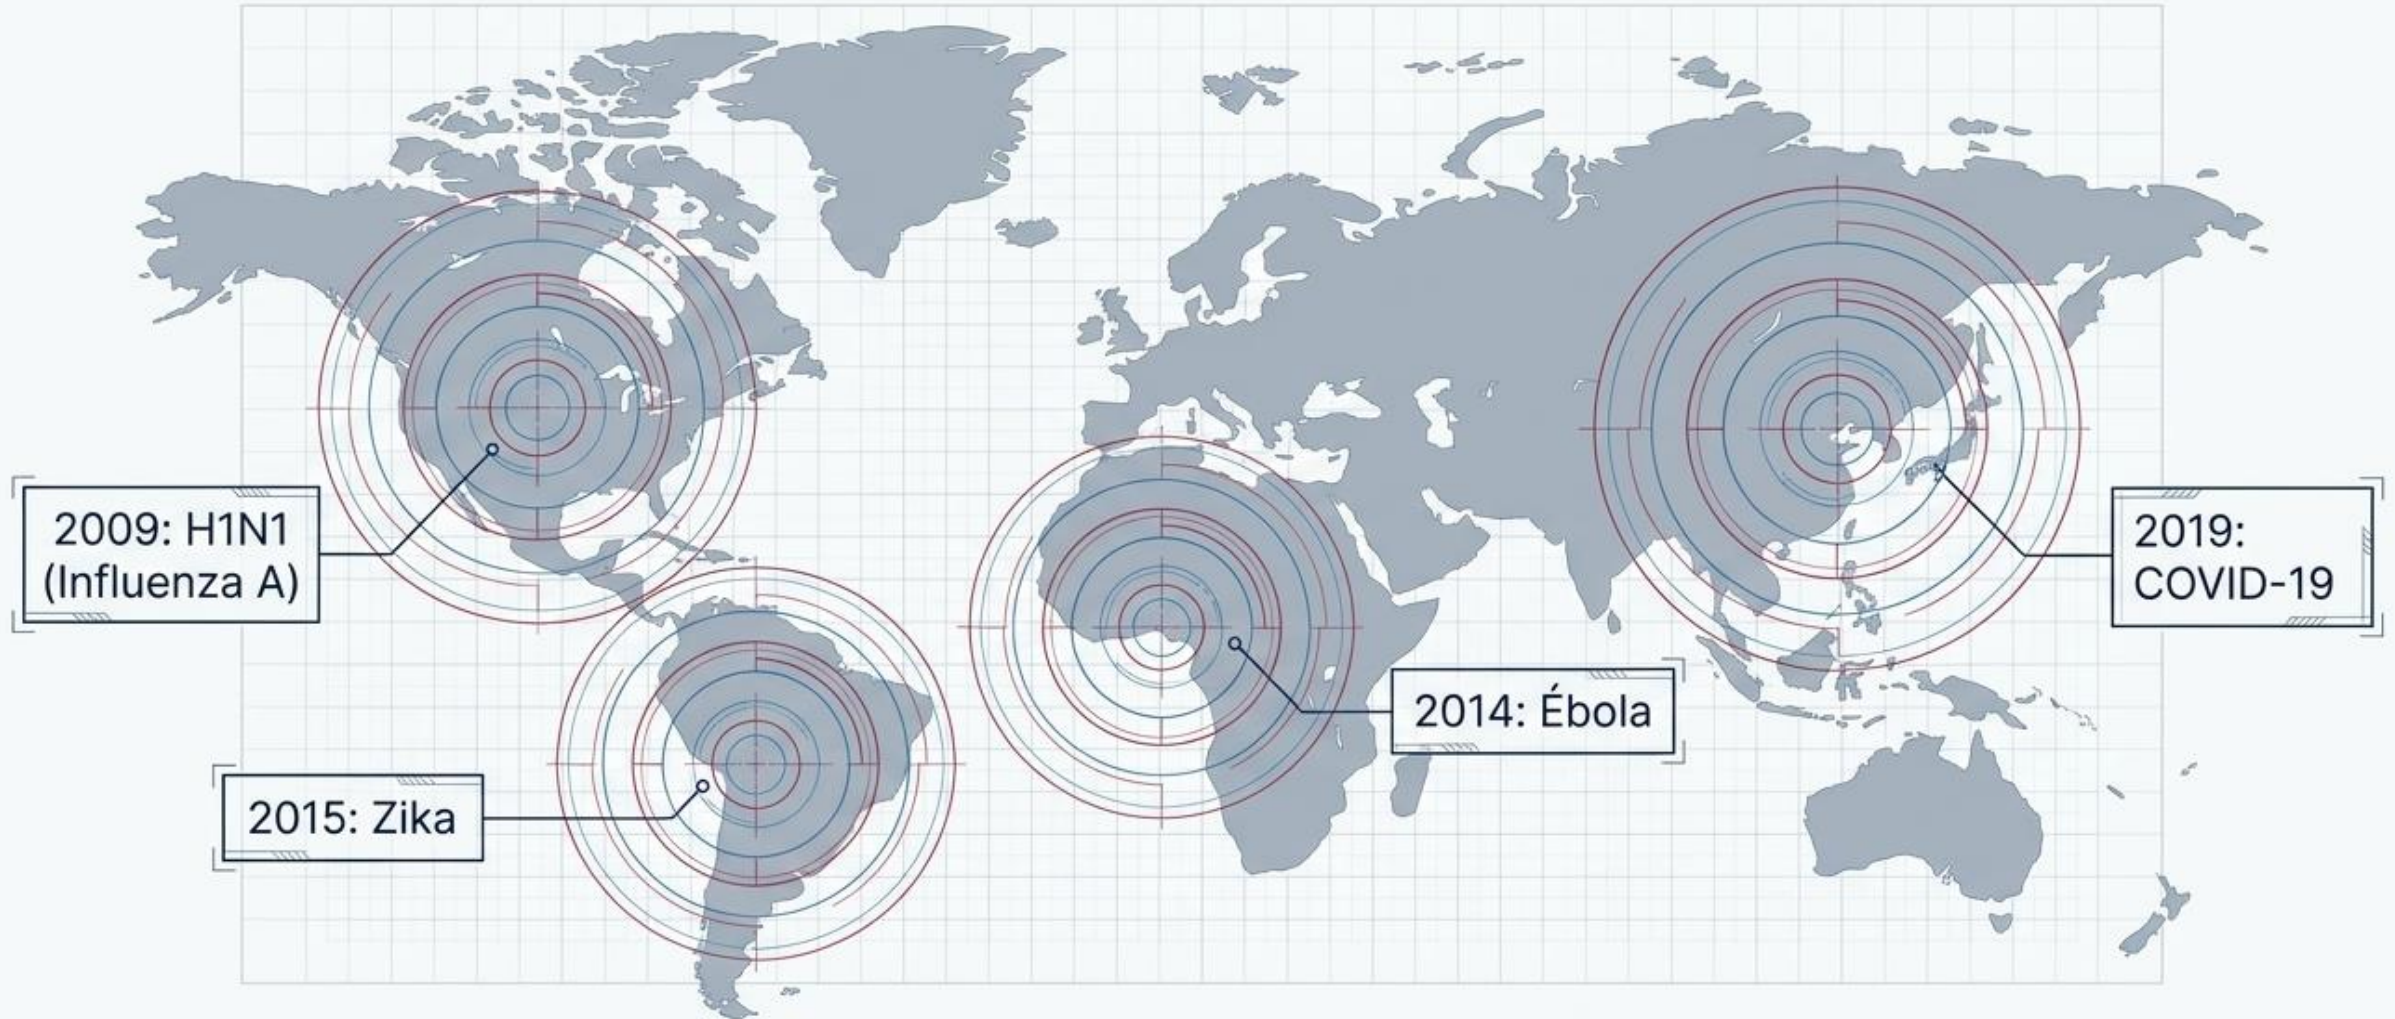 2009: H1N1
(Influenza A)
2019:
COVID-19
2014: Ébola
2015: Zika